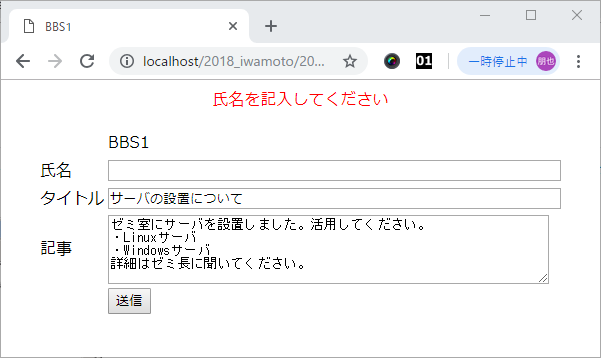 BBS1
localhost/2018_iwamoto/20...
01
一時停止中
朋也
氏名を記入してください
BBS1
氏名
タイトル
サーバの設置について
記事
ゼミ室にサーバを設置しました。活用してください。
・Linuxサーバ
・Windowsサーバ
詳細はゼミ長に聞いてください。
送信